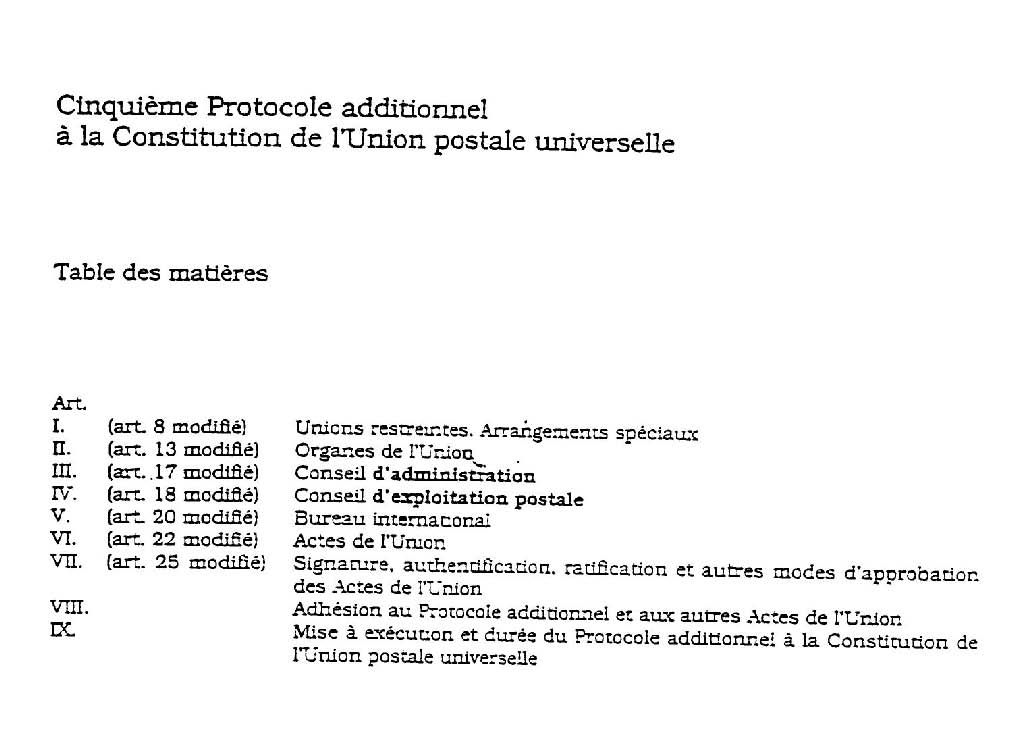 Cinquième Protocole additionnel
à la Constitution de l'Union postale universelle
Table des matières
Art.
I. (art. 8 modifié) Unions restreintes. Arrangements spéciaux
II. (art. 13 modifié) Organes de l'Union
III. (art. 17 modifié) Conseil d'administration
IV. (art. 18 modifié) Conseil d'exploitation postale
V. (art. 20 modifié) Bureau international
VI. (art. 22 modifié) Actes de l'Union
VII. (art. 25 modifié) Signature, authentification, ratification et autres modes d'approbation
des Actes de l'Union
VIII. Adhésion au Protocole additionnel et aux autres Actes de l'Union
IX. Mise à exécution et durée du Protocole additionnel à la Constitution de
l'Union postale universelle